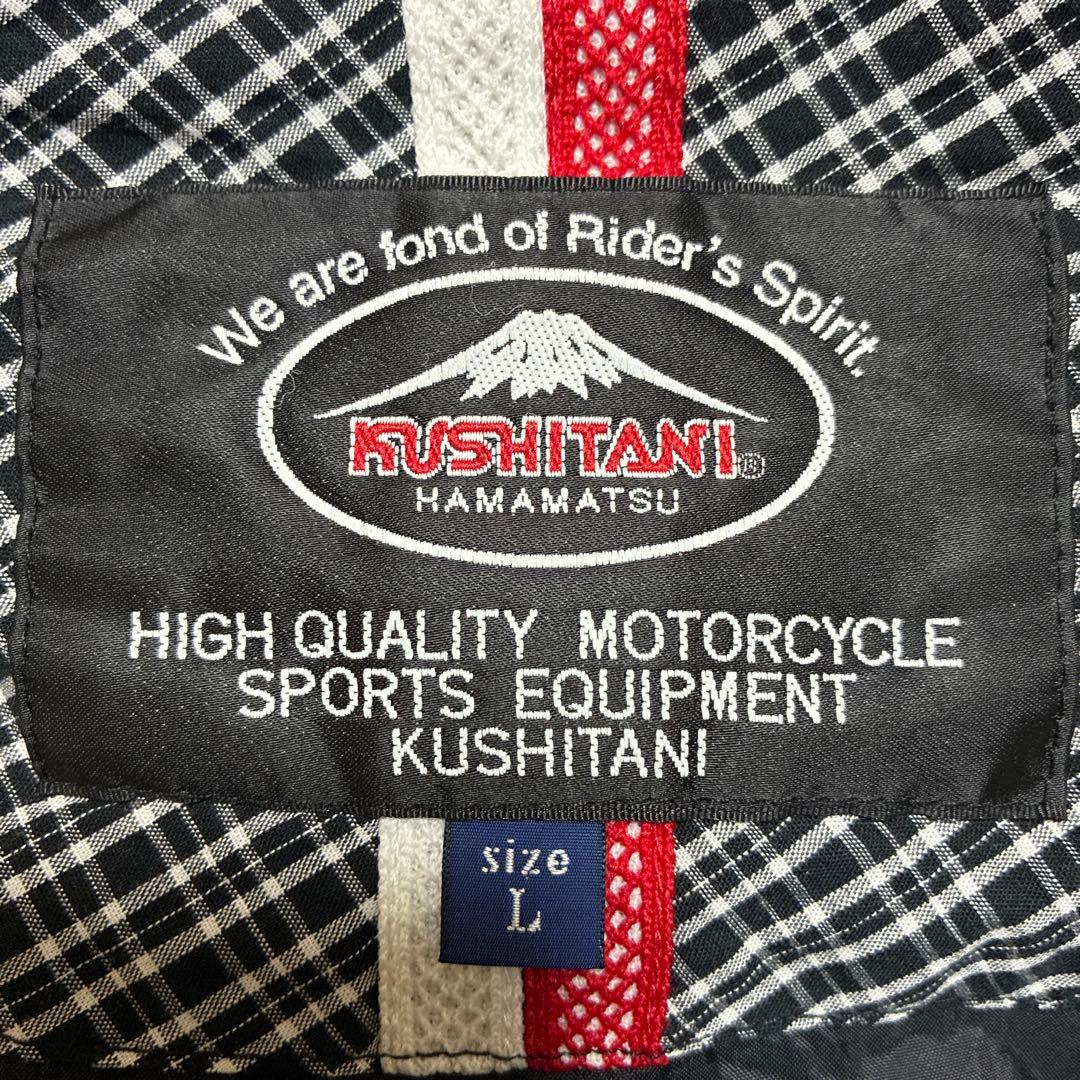 We are fond of Rider's Spirit.
KUSHITANI®
HAMAMATSU
HIGH QUALITY MOTORCYCLE
SPORTS EQUIPMENT
KUSHITANI
size
L